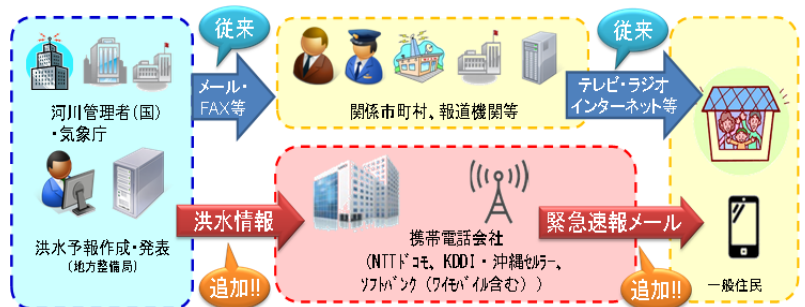 従来
従来
メール・
FAX等
テレビ・ラジオ
インターネット等
河川管理者(国)
・気象庁
関係市町村、報道機関等
洪水情報
緊急速報メール
携帯電話会社
(NTTドコモ、KDDI・沖縄セルラー、
ソフトバンク(ワイモバイル含む))
洪水予報作成・発表
(地方整備局)
追加!!
追加!!
一般住民